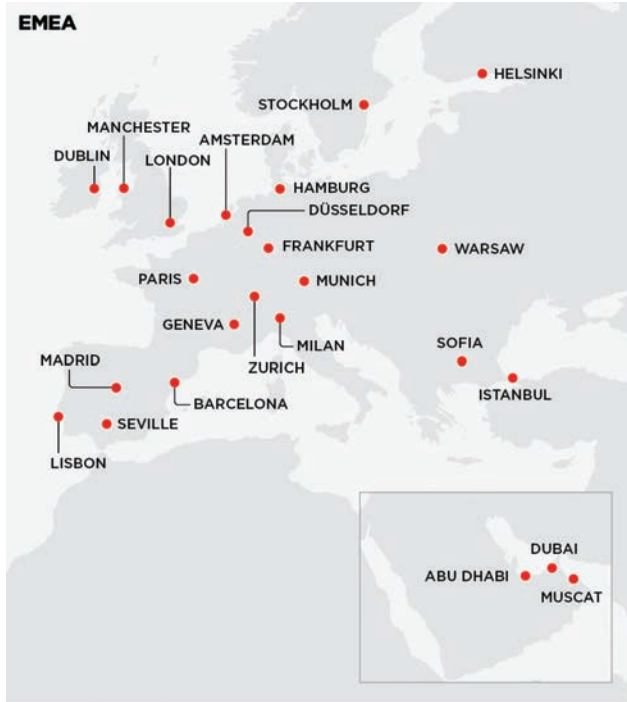 EMEA
HELSINKI
STOCKHOLM
MANCHESTER
AMSTERDAM
DUBLIN
LONDON
HAMBURG
DÜSSELDORF
FRANKFURT
WARSAW
PARIS
MUNICH
GENEVA
MILAN
SOFIA
MADRID
ZURICH
ISTANBUL
BARCELONA
SEVILLE
LISBON
DUBAI
ABU DHABI
MUSCAT